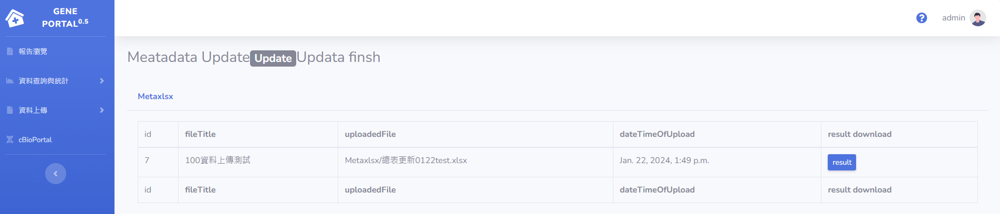 GENE
PORTAL0.5
admin
報告瀏覽
資料查詢與統計
資料上傳
cBioPortal
Meatadata Update Update Updata finsh
Metaxlsx
id fileTitle uploadedFile dateTimeOfUpload result download
7 100資料上傳測試 Metaxlsx/總表更新0122test.xlsx Jan. 22, 2024, 1:49 p.m. result
id fileTitle uploadedFile dateTimeOfUpload result download